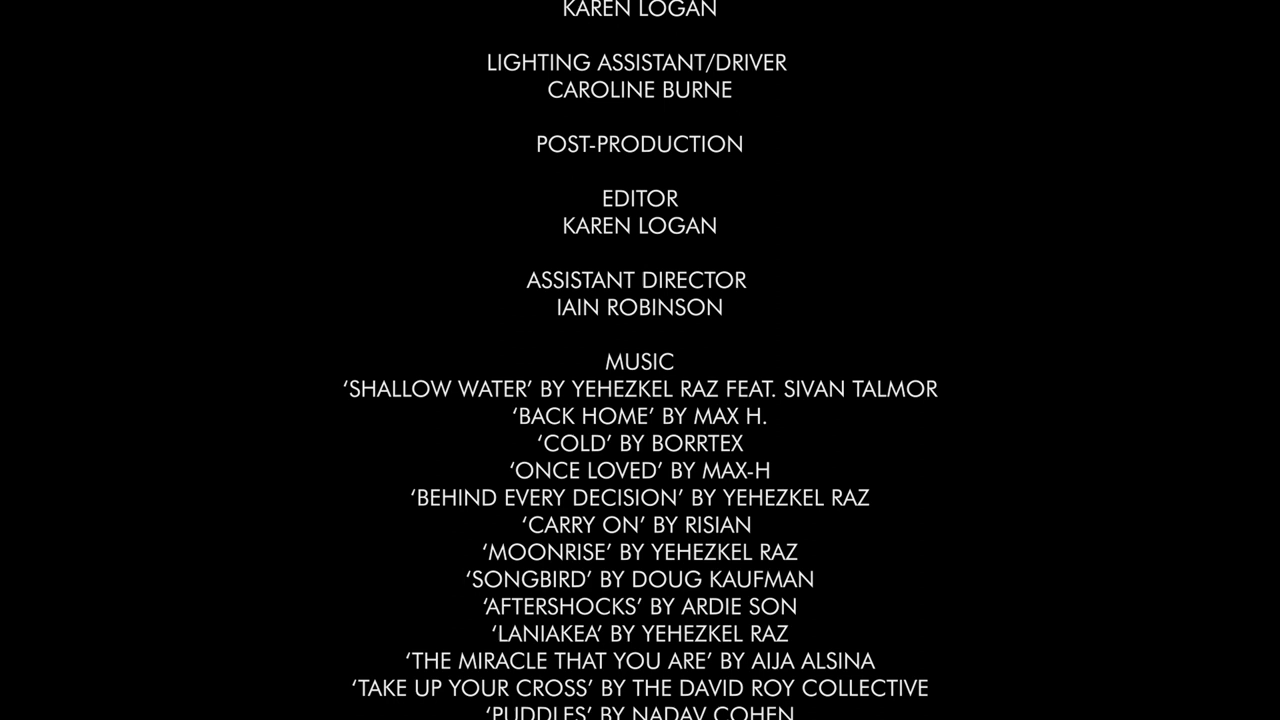 KAREN LOGAN
LIGHTING ASSISTANT/DRIVER
CAROLINE BURNE
POST-PRODUCTION
EDITOR
KAREN LOGAN
ASSISTANT DIRECTOR
IAIN ROBINSON
MUSIC
‘SHALLOW WATER’ BY YEHEZKEL RAZ FEAT. SIVAN TALMOR
‘BACK HOME’ BY MAX H.
‘COLD’ BY BORRTEX
‘ONCE LOVED’ BY MAX-H
‘BEHIND EVERY DECISION’ BY YEHEZKEL RAZ
‘CARRY ON’ BY RISIAN
‘MOONRISE’ BY YEHEZKEL RAZ
‘SONGBIRD’ BY DOUG KAUFMAN
‘AFTERSHOCKS’ BY ARDIE SON
‘LANIAKEA’ BY YEHEZKEL RAZ
‘THE MIRACLE THAT YOU ARE’ BY AIJA ALSINA
‘TAKE UP YOUR CROSS’ BY THE DAVID ROY COLLECTIVE
‘PUDDLES’ BY NADAV COHEN